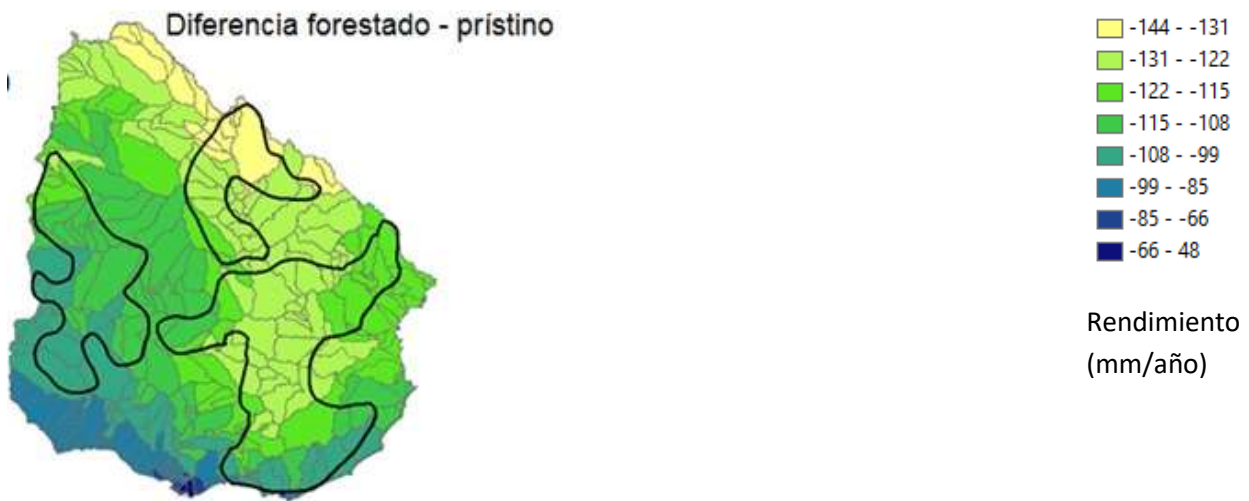 Diferencia forestado - prístino
-144 - -131
-131 - -122
-122 - -115
-115 - -108
-108 - -99
-99 - -85
-85 - -66
-66 - 48
Rendimiento
(mm/año)